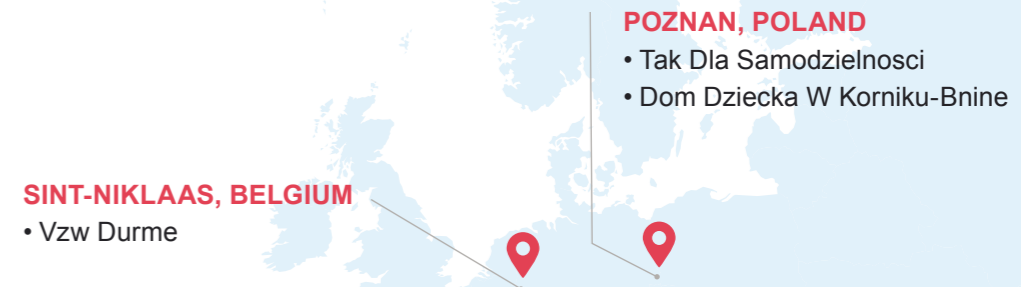 POZNAN, POLAND
• Tak Dla Samodzielnosci
• Dom Dziecka W Korniku-Bnine
SINT-NIKLAAS, BELGIUM
• Vzw Durme